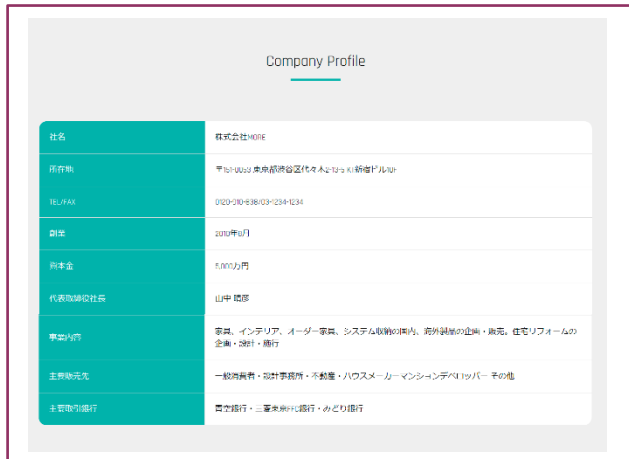 Company Profile
社名 株式会社MORE
所在地 〒151-0053 東京都渋谷区代々木2-13-5 KT新宿ビル10F
TEL/FAX 0120-010-838/03-1234-1234
創業 2010年8月
資本金 5,000万円
代表取締役社長 山中
事業内容 家具、インテリア、オーダー家具、システム収納の国内、海外製品の企画・販売。住宅リフォームの
企画・設計・施行
主要販売先 一般消費者・設計事務所・不動産・ハウスメーカーマンションデベロッパー その他
主要取引銀行 青空銀行・三菱東京FFC銀行・みどり銀行